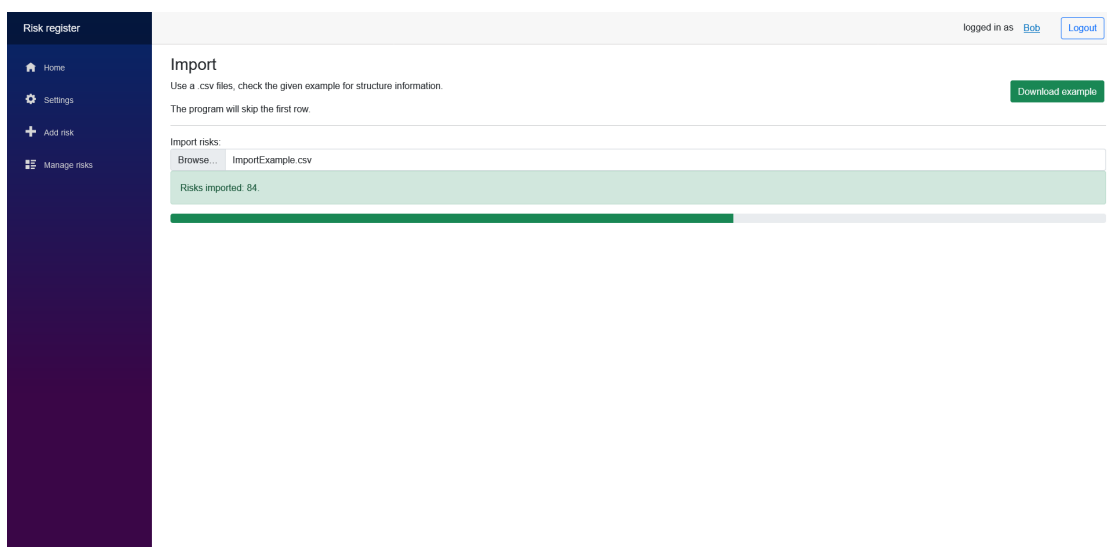 Risk register
logged in as Bob Logout
Home
Settings
Add risk
Manage risks
Import
Use a .csv files, check the given example for structure information.
Download example
The program will skip the first row.
Import risks:
Browse... ImportExample.csv
Risks imported: 84.